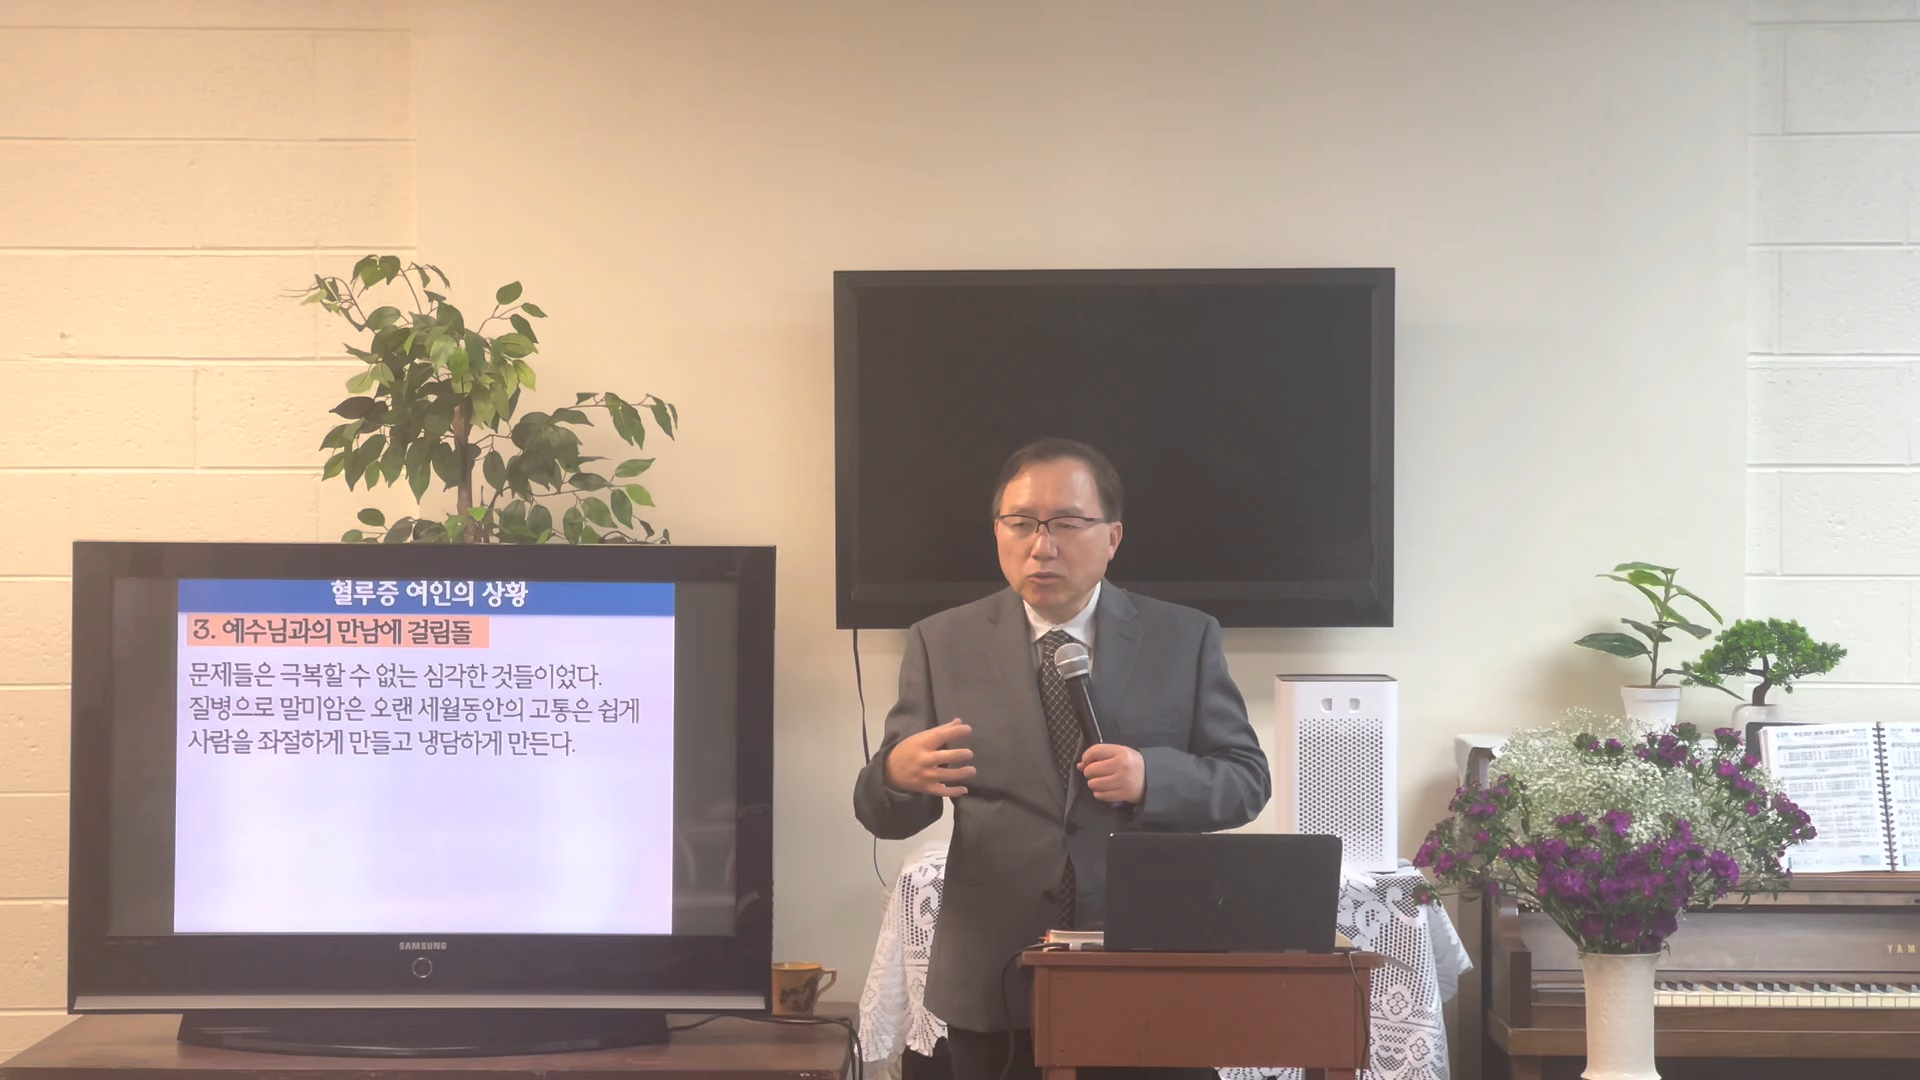 혈루증 여인의 상황
3. 예수님과의 만남에 걸림돌
문제들은 극복할 수 없는 심각한 것들이었다.
질병으로 말미암은 오랜 세월동안의 고통은 쉽게
사람을 좌절하게 만들고 냉담하게 만든다.
SAMSUNG
YAM